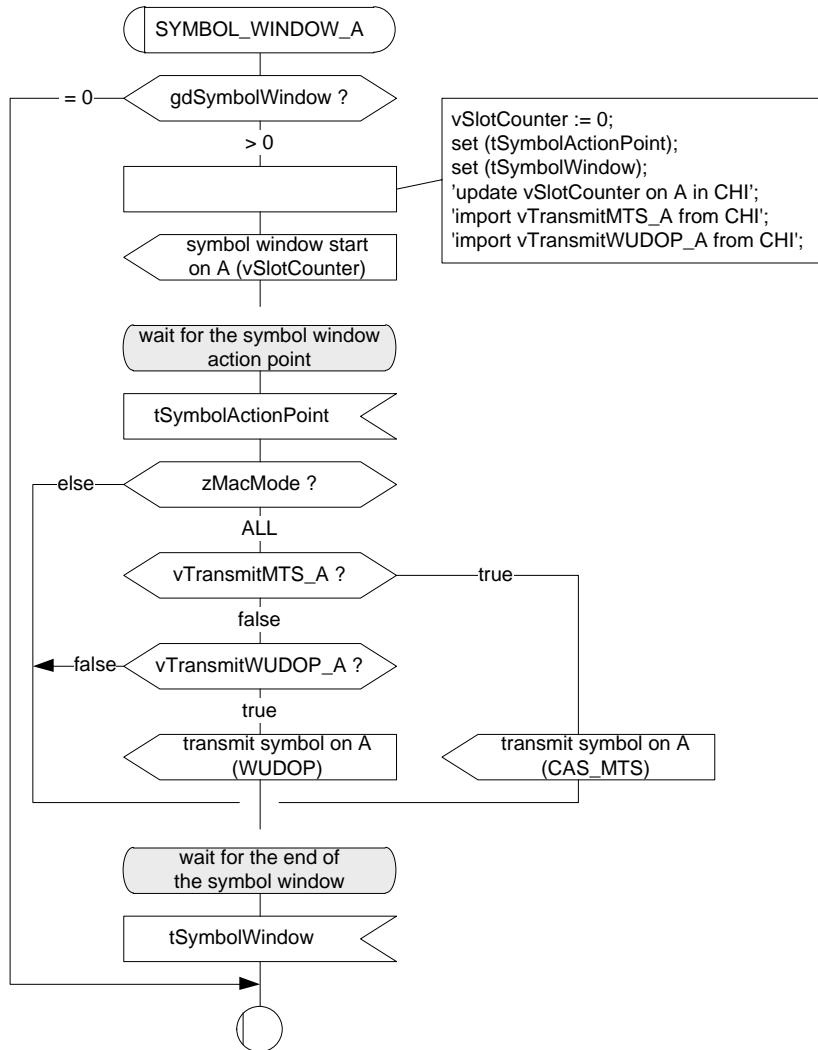 SYMBOL_WINDOW_A
= 0
gdSymbolWindow ?
> 0
vSlotCounter := 0;
set (tSymbolActionPoint);
set (tSymbolWindow);
'update vSlotCounter on A in CHI';
'import vTransmitMTS_A from CHI';
'import vTransmitWUDOP_A from CHI';
symbol window start
on A (vSlotCounter)
wait for the symbol window
action point
tSymbolActionPoint
else
zMacMode ?
ALL
vTransmitMTS_A ?
true
false
false
vTransmitWUDOP_A ?
true
transmit symbol on A
(WUDOP)
transmit symbol on A
(CAS_MTS)
wait for the end of
the symbol window
tSymbolWindow